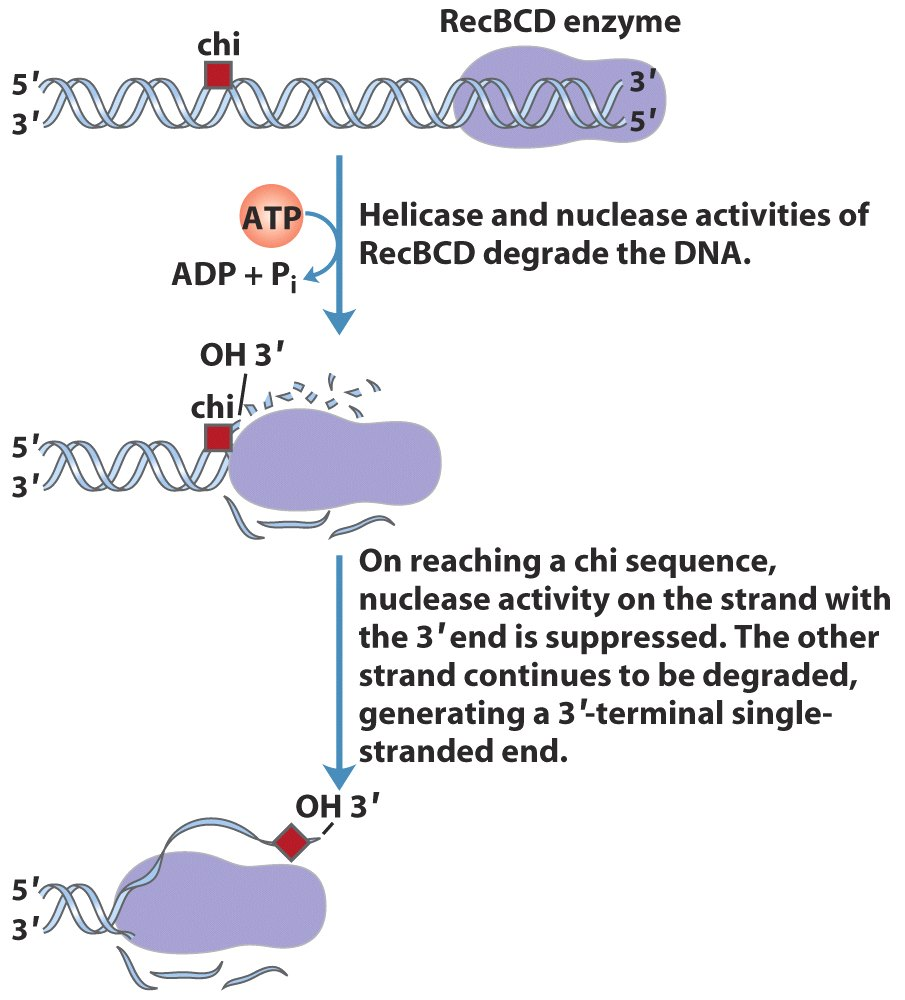 RecBCD enzyme
chi
5′ 3′
3′ 5′
ATP
ADP + Pi
Helicase and nuclease activities of
RecBCD degrade the DNA.
OH 3′
chi
5′
3′
On reaching a chi sequence,
nuclease activity on the strand with
the 3′ end is suppressed. The other
strand continues to be degraded,
generating a 3′-terminal single-
stranded end.
OH 3′
5′
3′